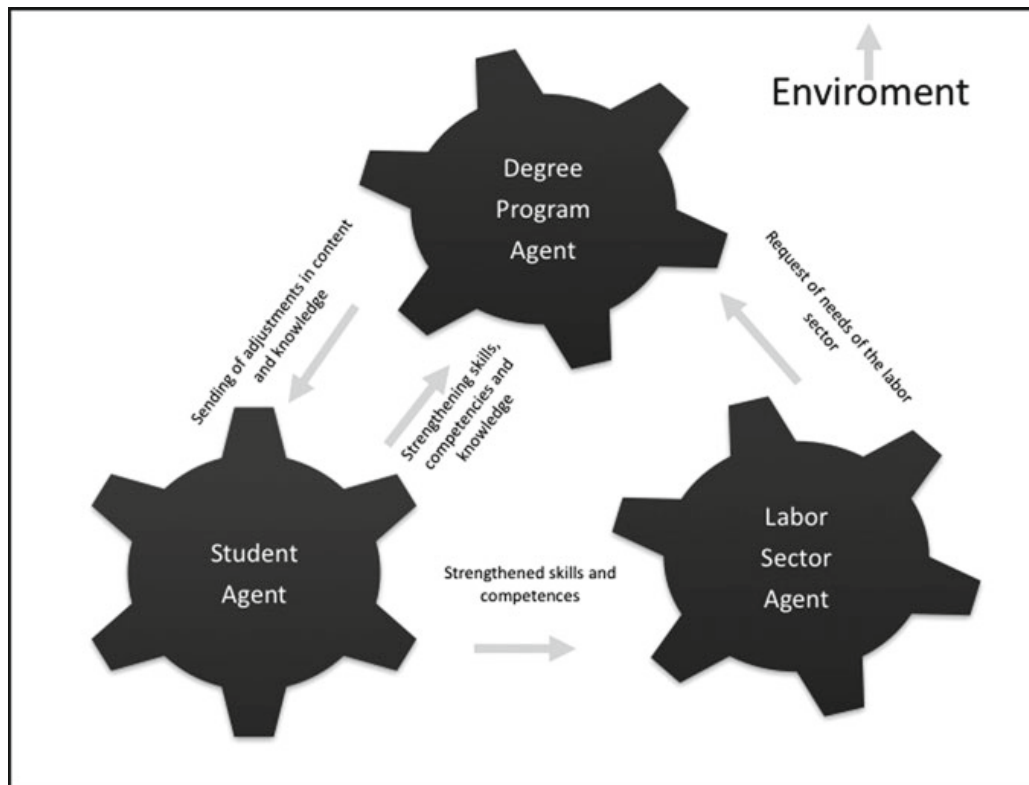 Enviroment
Degree
Program
Agent
Sending of adjustments in content
and knowledge
Strengthening skills,
competencies and
knowledge
Request of needs of the labor
sector
Student
Agent
Strengthened skills and
competences
Labor
Sector
Agent